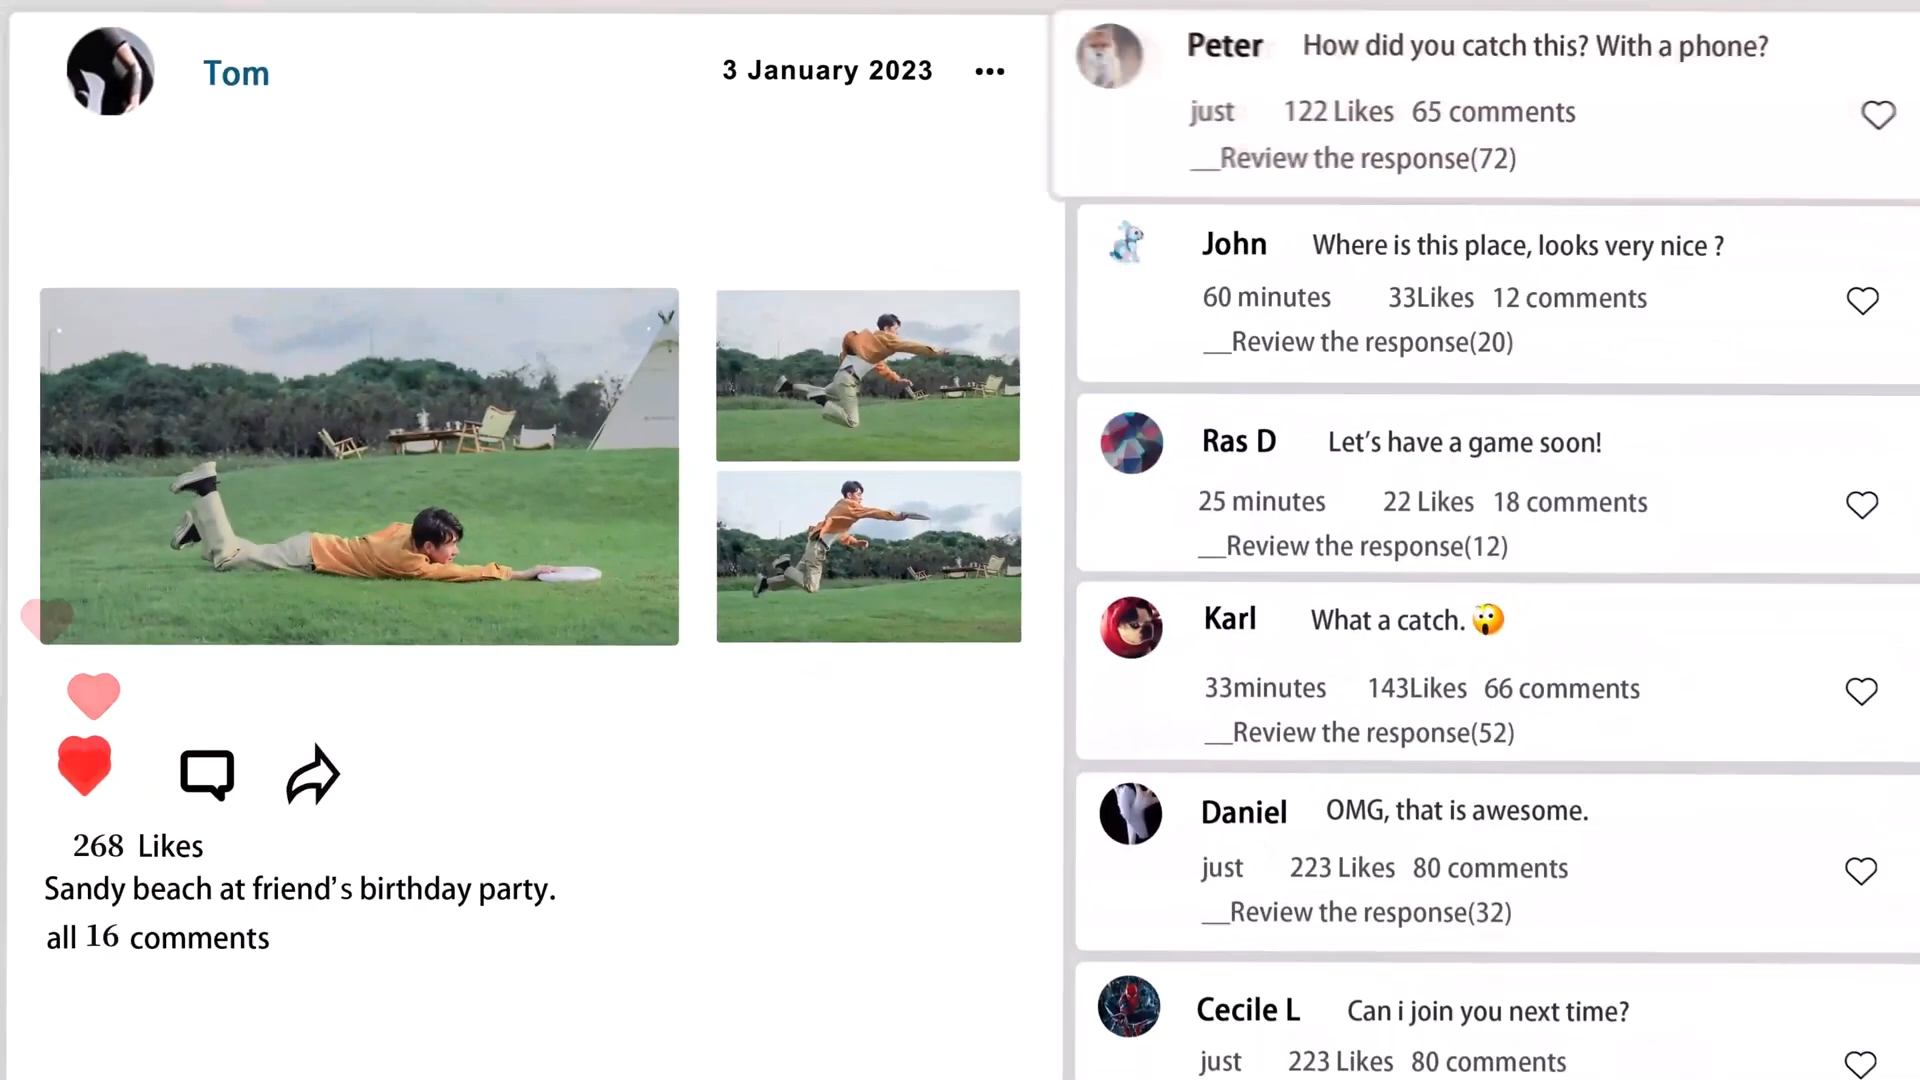 Tom
3 January 2023
268 Likes
Sandy beach at friend's birthday party.
all 16 comments
Peter How did you catch this? With a phone?
just 122 Likes 65 comments
__Review the response(72)
John Where is this place, looks very nice ?
60 minutes 33Likes 12 comments
__Review the response(20)
Ras D Let's have a game soon!
25 minutes 22 Likes 18 comments
__Review the response(12)
Karl What a catch. 😲
33minutes 143Likes 66 comments
__Review the response(52)
Daniel OMG, that is awesome.
just 223 Likes 80 comments
__Review the response(32)
Cecile L Can i join you next time?
just 223 Likes 80 comments